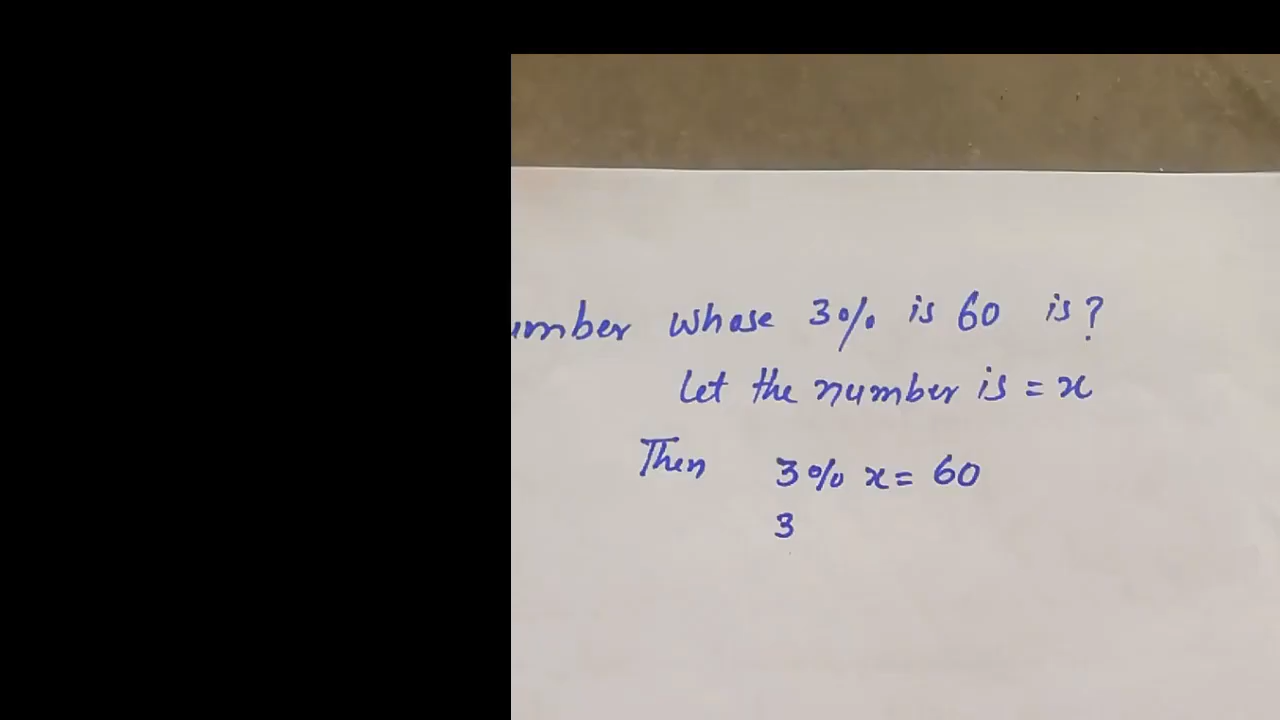 umber whose 3% is 60 is?
Let the number is = x
Then 3% x = 60
3